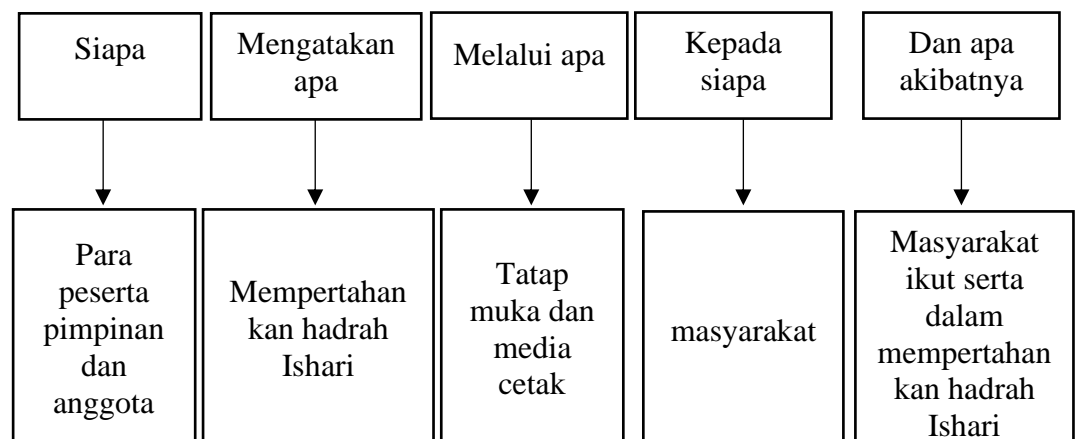 Siapa
Mengatakan
apa
Melalui apa
Kepada
siapa
Dan apa
akibatnya
Para
peserta
pimpinan
dan
anggota
Mempertahan
kan hadrah
Ishari
Tatap
muka dan
media
cetak
masyarakat
Masyarakat
ikut serta
dalam
mempertahan
kan hadrah
Ishari